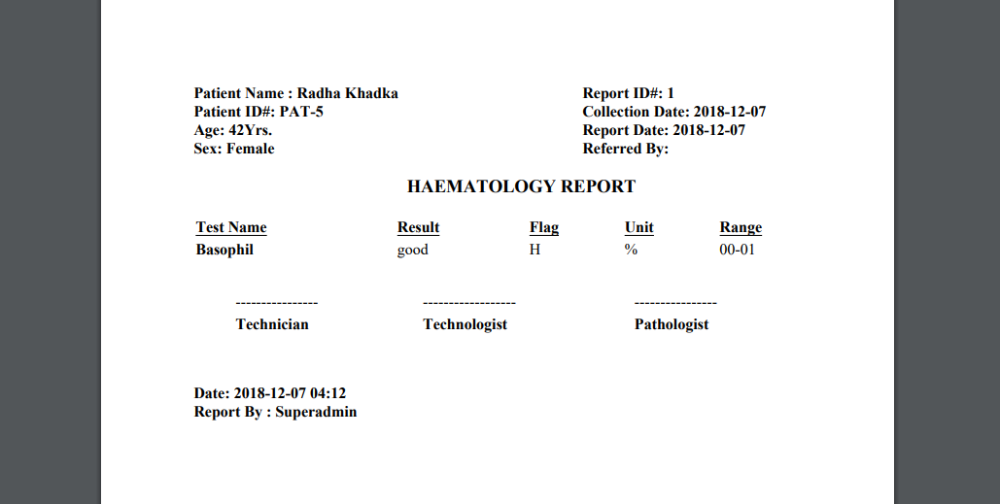 Patient Name : Radha Khadka
Patient ID#: PAT-5
Age: 42Yrs.
Sex: Female
Report ID#: 1
Collection Date: 2018-12-07
Report Date: 2018-12-07
Referred By:
HAEMATOLOGY REPORT
Test Name Result Flag Unit Range
Basophil good H % 00-01
---------------- ------------------ ----------------
Technician Technologist Pathologist
Date: 2018-12-07 04:12
Report By : Superadmin